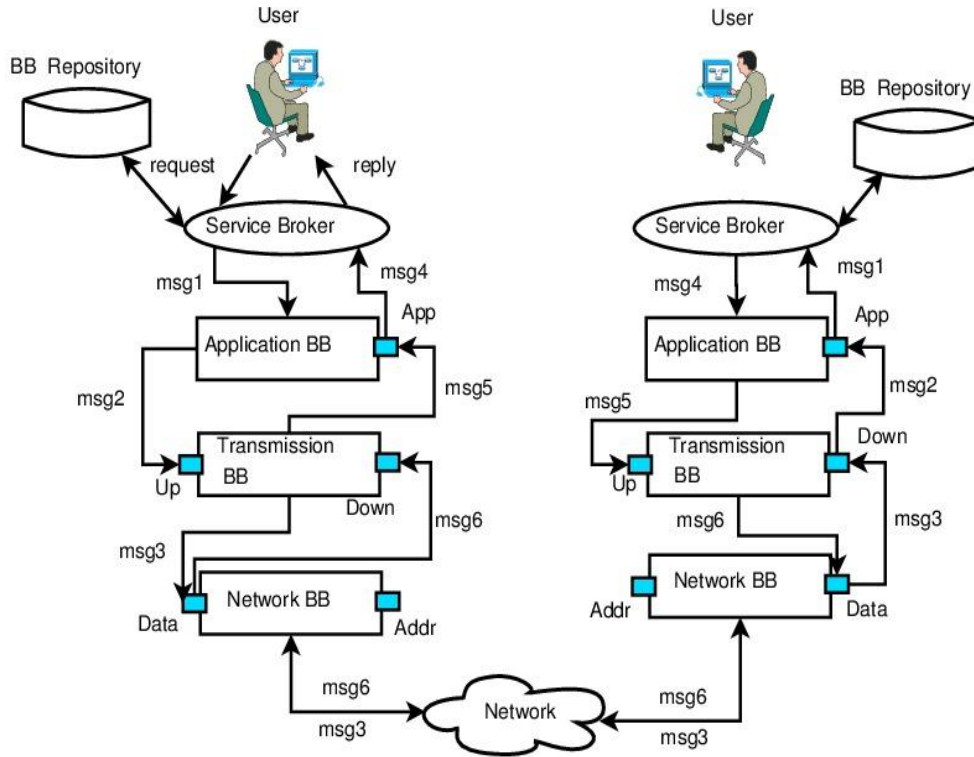 User
BB Repository
request
reply
Service Broker
msg1
msg4
App
Application BB
msg2
msg5
Transmission
BB
Up
Down
msg3
msg6
Network BB
Data
Addr
msg6
msg3
Network
User
BB Repository
Service Broker
msg4
msg1
App
Application BB
msg5
msg2
Transmission
BB
Down
Up
msg6
msg3
Network BB
Addr
Data
msg6
msg3